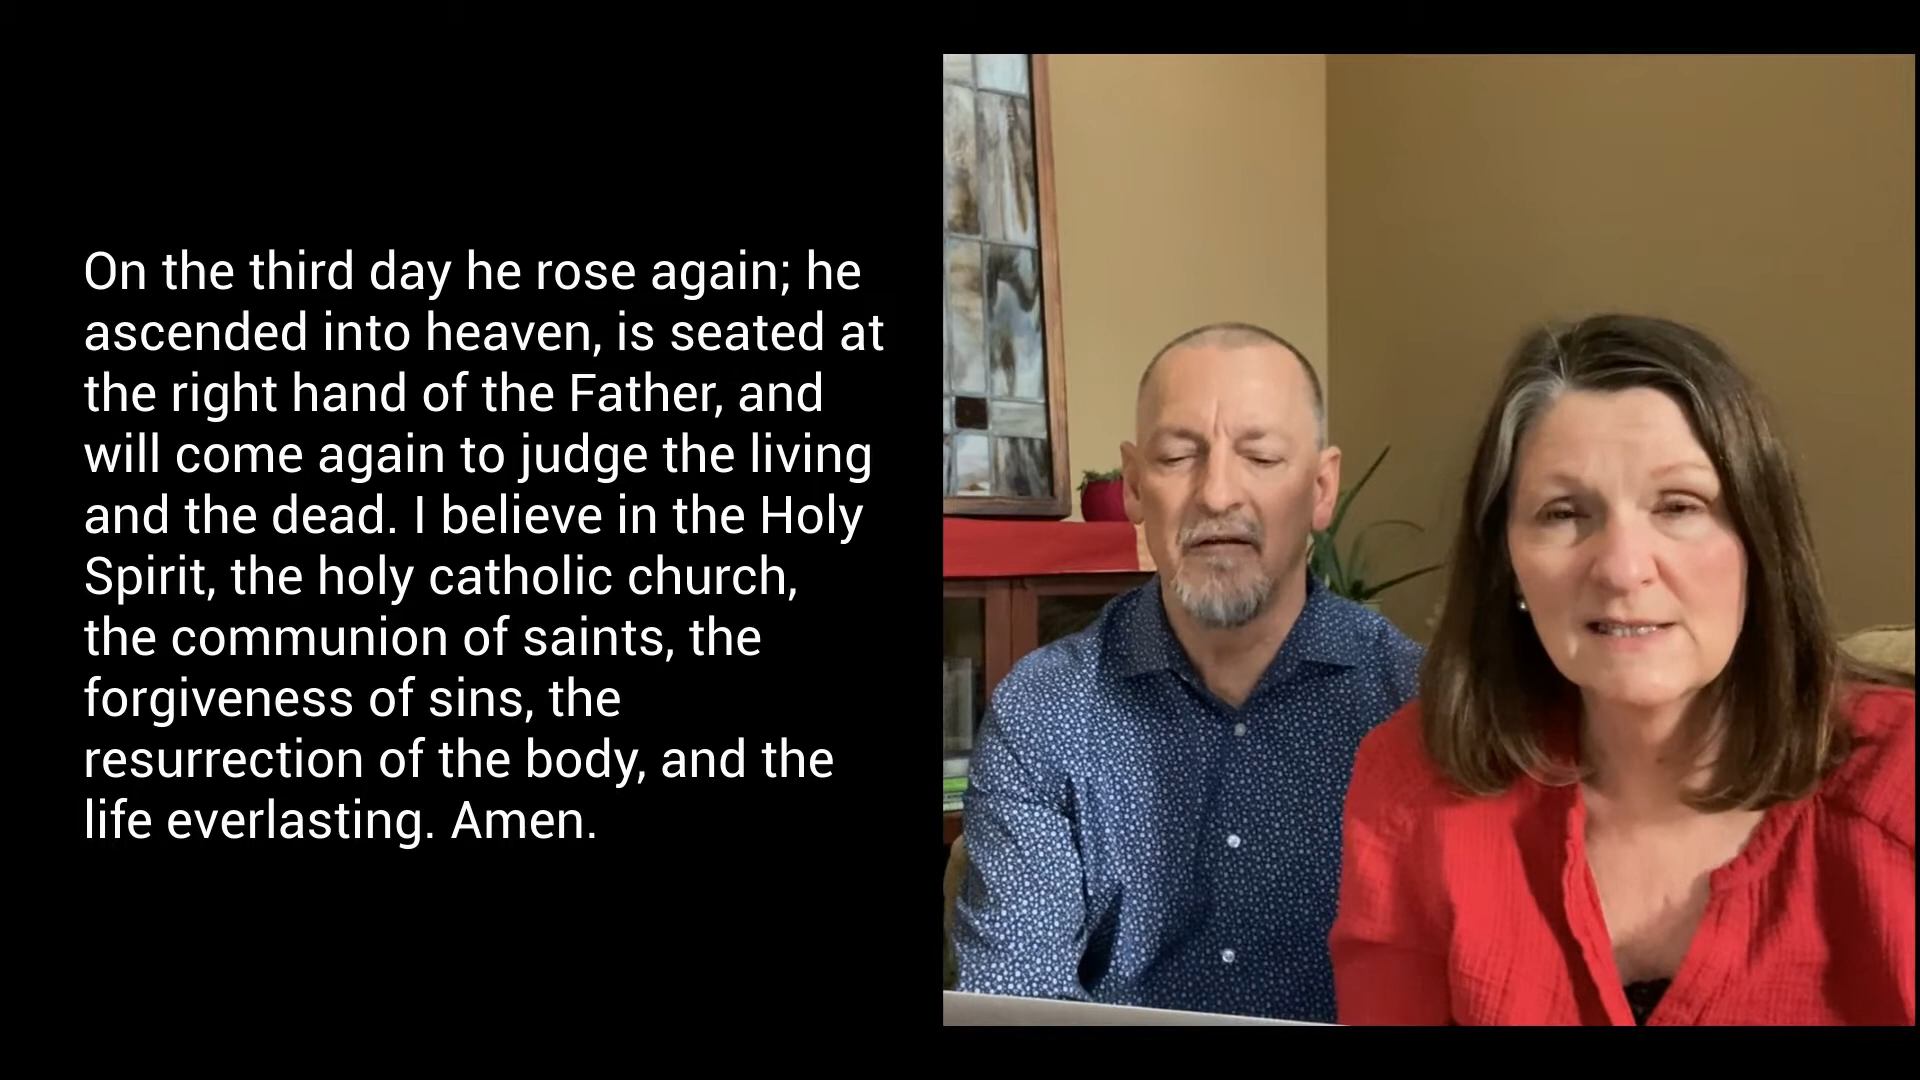 On the third day he rose again; he
ascended into heaven, is seated at
the right hand of the Father, and
will come again to judge the living
and the dead. I believe in the Holy
Spirit, the holy catholic church,
the communion of saints, the
forgiveness of sins, the
resurrection of the body, and the
life everlasting. Amen.